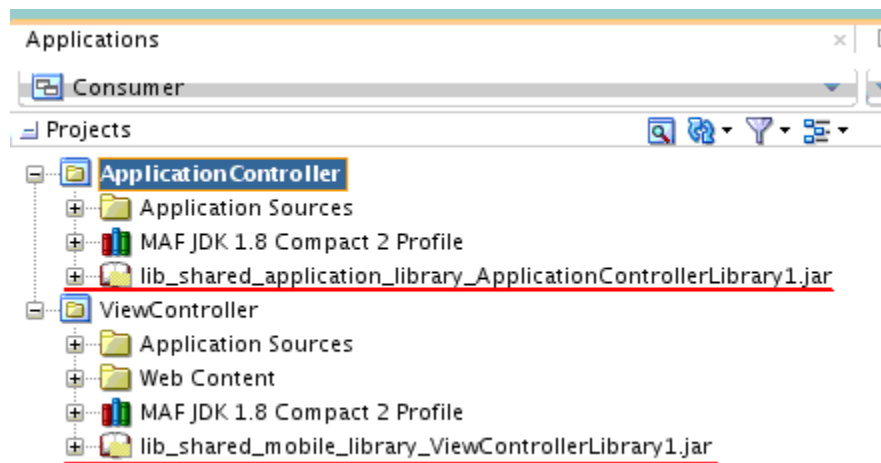 Applications
Consumer
Projects
ApplicationController
Application Sources
MAF JDK 1.8 Compact 2 Profile
lib_shared_application_library_ApplicationControllerLibrary1.jar
ViewController
Application Sources
Web Content
MAF JDK 1.8 Compact 2 Profile
lib_shared_mobile_library_ViewControllerLibrary1.jar